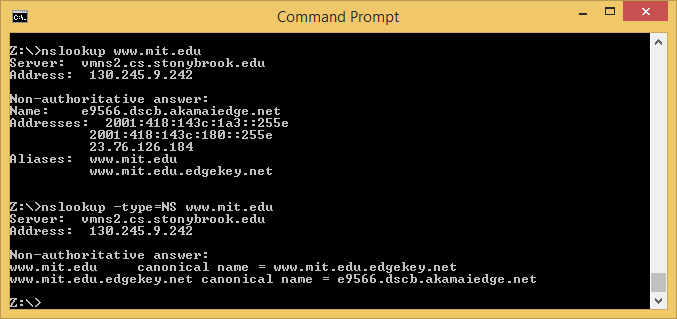 Command Prompt
Z:\>nslookup www.mit.edu
Server:  vmns2.cs.stonybrook.edu
Address:  130.245.9.242
Non-authoritative answer:
Name:    e9566.dscb.akamaiedge.net
Addresses:  2001:418:143c:1a3::255e
2001:418:143c:180::255e
23.76.126.184
Aliases:  www.mit.edu
www.mit.edu.edgekey.net
Z:\>nslookup -type=NS www.mit.edu
Server:  vmns2.cs.stonybrook.edu
Address:  130.245.9.242
Non-authoritative answer:
www.mit.edu     canonical name = www.mit.edu.edgekey.net
www.mit.edu.edgekey.net canonical name = e9566.dscb.akamaiedge.net
Z:\>